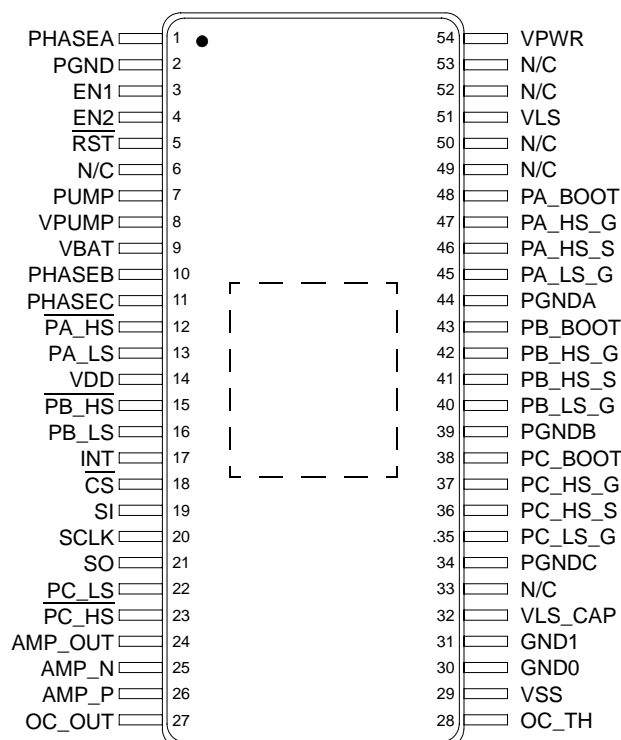 PHASEA 1 54 VPWR
PGND 2 53 N/C
EN1 3 52 N/C
EN2 4 51 VLS
RST 5 50 N/C
N/C 6 49 N/C
PUMP 7 48 PA_BOOT
VPUMP 8 47 PA_HS_G
VBAT 9 46 PA_HS_S
PHASEB 10 45 PA_LS_G
PHASEC 11 44 PGNDA
PA_HS 12 43 PB_BOOT
PA_LS 13 42 PB_HS_G
VDD 14 41 PB_HS_S
PB_HS 15 40 PB_LS_G
PB_LS 16 39 PGNDB
INT 17 38 PC_BOOT
CS 18 37 PC_HS_G
SI 19 36 PC_HS_S
SCLK 20 .35 PC_LS_G
SO 21 34 PGNDC
PC_LS 22 33 N/C
PC_HS 23 32 VLS_CAP
AMP_OUT 24 31 GND1
AMP_N 25 30 GND0
AMP_P 26 29 VSS
OC_OUT 27 28 OC_TH